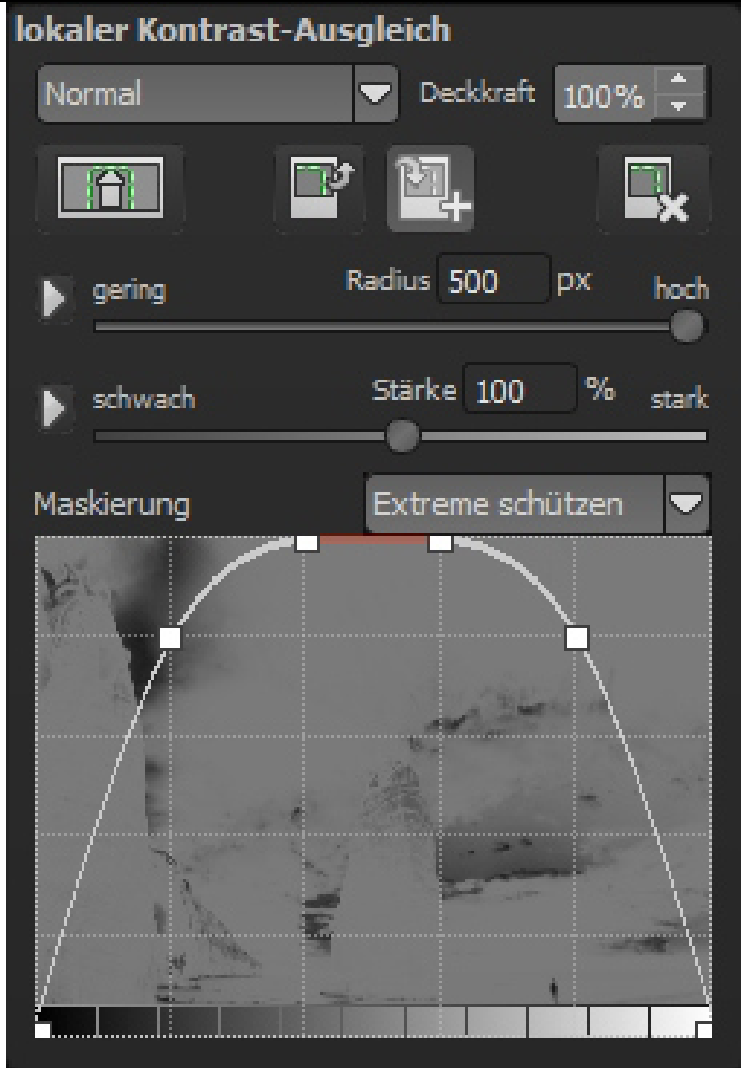 lokaler Kontrast-Ausgleich
Normal Deckkraft 100%
gering Radius 500 px hoch
schwach Stärke 100 % stark
Maskierung Extreme schützen